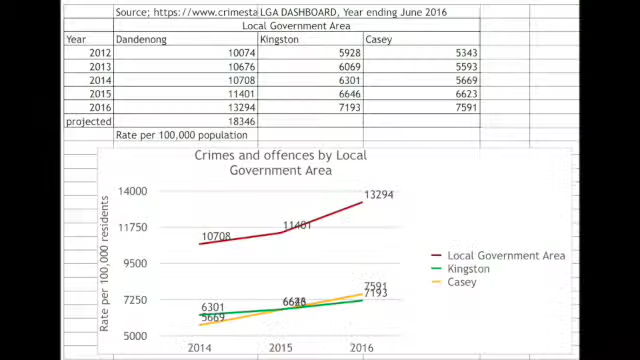 Source; https://www.crimesta LGA DASHBOARD, Year ending June 2016
Local Government Area
Year Dandenong Kingston Casey
2012 10074 5928 5343
2013 10676 6069 5593
2014 10708 6301 5669
2015 11401 6646 6623
2016 13294 7193 7591
projected 18346
Rate per 100,000 population
Crimes and offences by Local
Government Area
Rate per 100,000 residents
14000
11750
9500
7250
5000
10708
11401
13294
6301
5669
7591
7193
2014 2015 2016
Local Government Area
Kingston
Casey